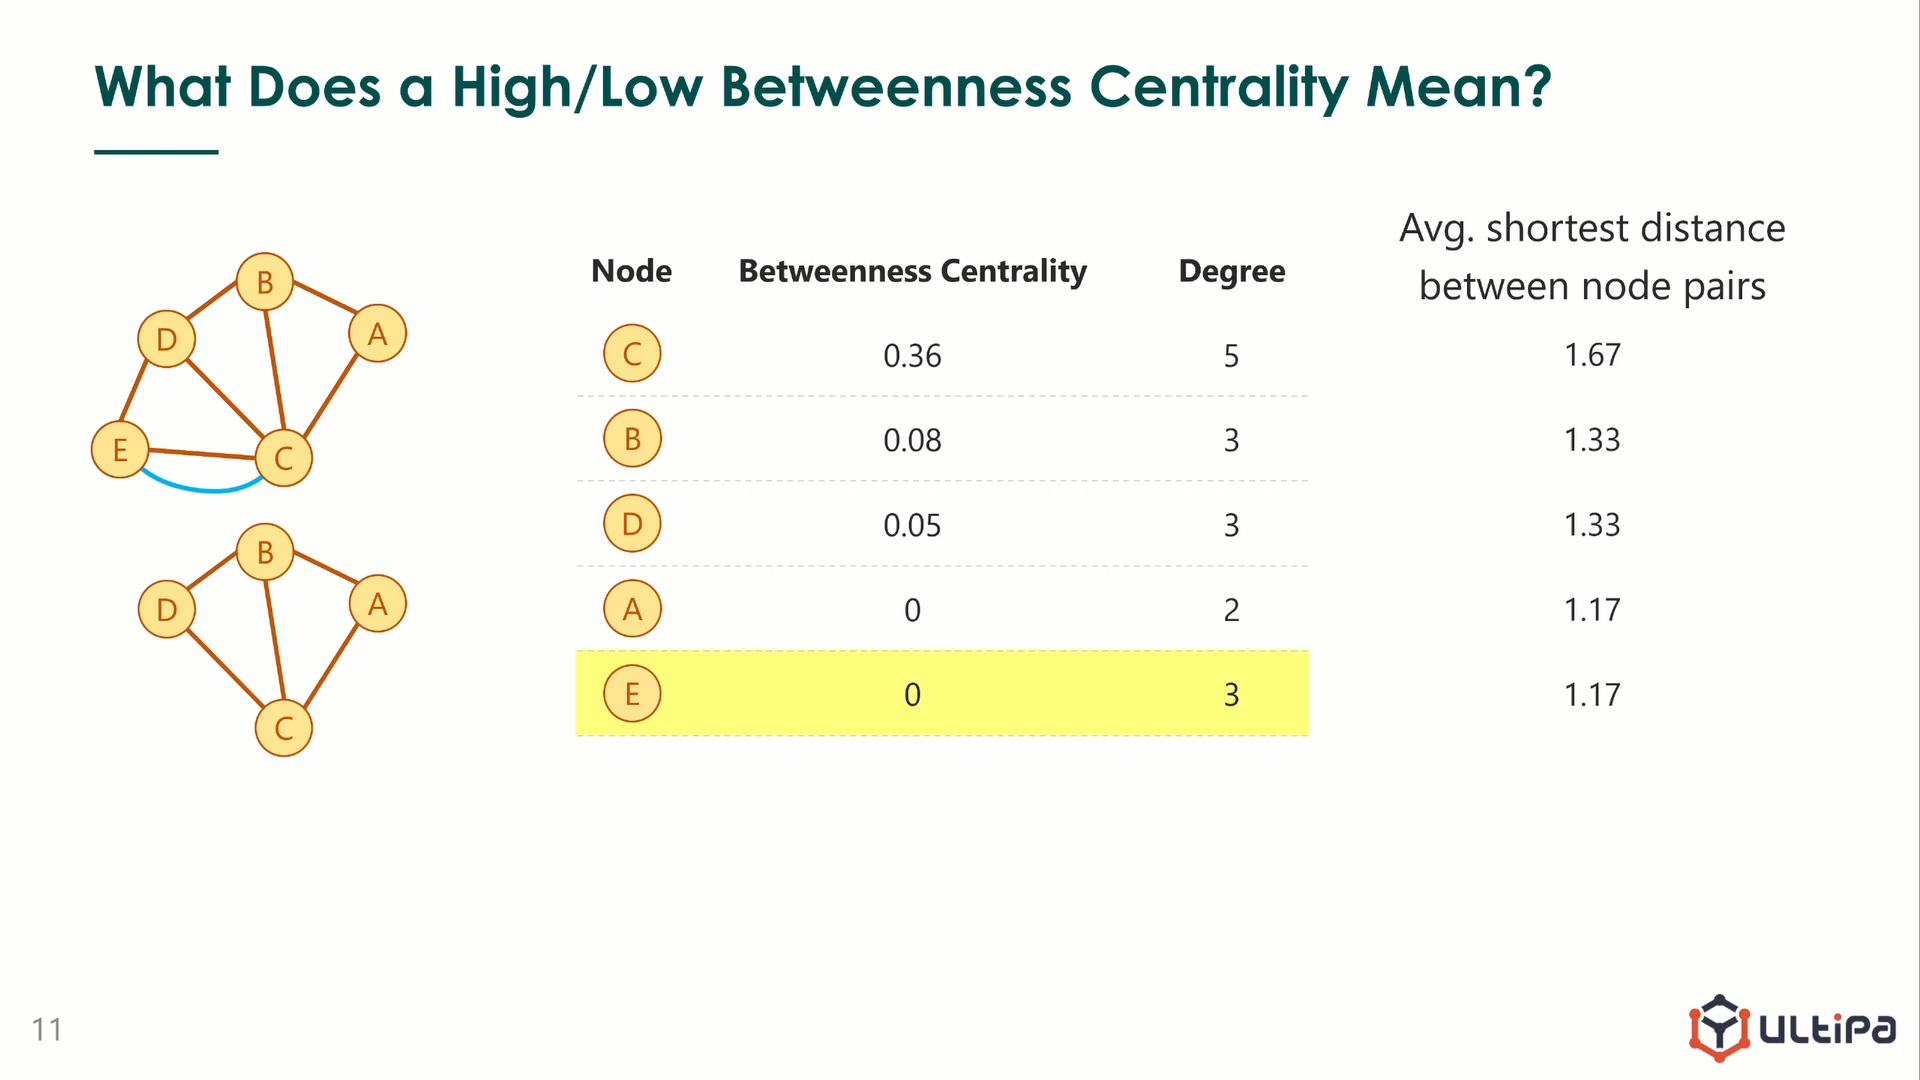 What Does a High/Low Betweenness Centrality Mean?
B
D
A
E
C
B
D
A
C
Node Betweenness Centrality Degree Avg. shortest distance
between node pairs
C 0.36 5 1.67
B 0.08 3 1.33
D 0.05 3 1.33
A 0 2 1.17
E 0 3 1.17
11
ULTIPA